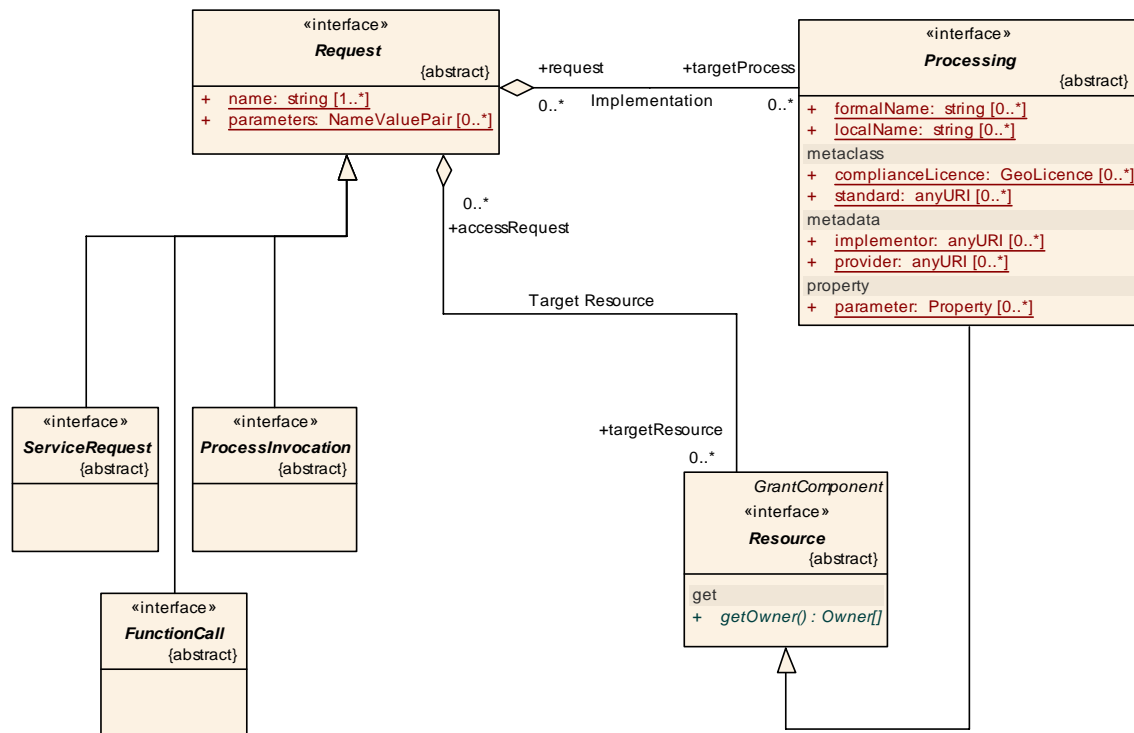 «interface»
Request
{abstract}
+ name: string [1..*]
+ parameters: NameValuePair [0..*]
+request
0..*
Implementation
+targetProcess
0..*
«interface»
Processing
{abstract}
+ formalName: string [0..*]
+ localName: string [0..*]
metaclass
+ complianceLicence: GeoLicence [0..*]
+ standard: anyURI [0..*]
metadata
+ implementor: anyURI [0..*]
+ provider: anyURI [0..*]
property
+ parameter: Property [0..*]
0..*
+accessRequest
Target Resource
«interface»
ServiceRequest
{abstract}
«interface»
ProcessInvocation
{abstract}
+targetResource
0..*
GrantComponent
«interface»
Resource
{abstract}
get
+ getOwner() : Owner[]
«interface»
FunctionCall
{abstract}